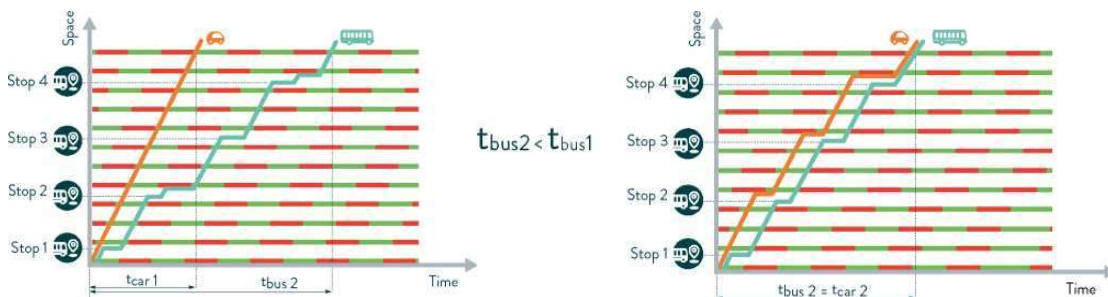 Space
Stop 4
Stop 3
Stop 2
Stop 1
tcar 1
tbus 2
Time
tbus2 < tbus1
Space
Stop 4
Stop 3
Stop 2
Stop 1
tbus 2 = tcar 2
Time